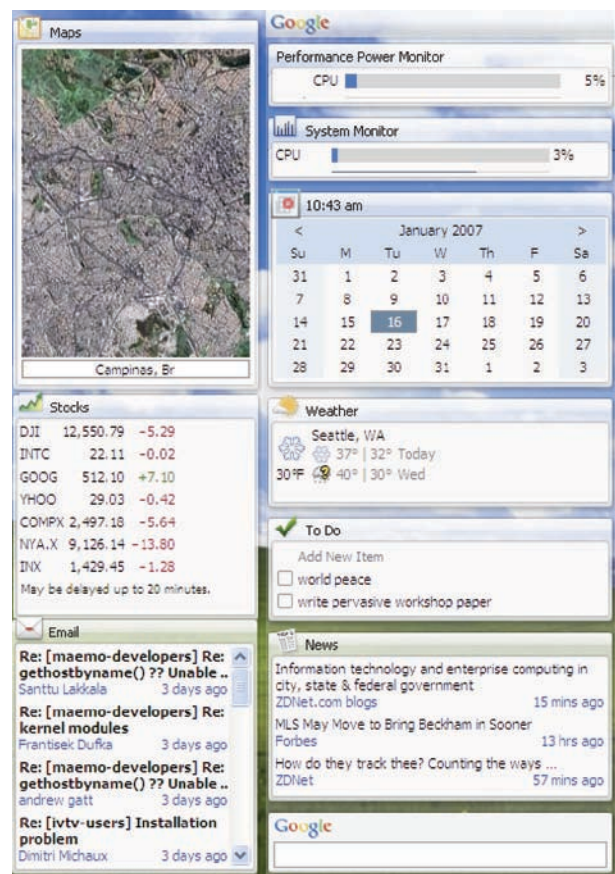 Maps
Campinas, Br
Stocks
DJI 12,550.79 -5.29
INTC 22.11 -0.02
GOOG 512.10 +7.10
YHOO 29.03 -0.42
COMPX 2,497.18 -5.64
NYA.X 9,126.14 -13.80
INX 1,429.45 -1.28
May be delayed up to 20 minutes.
Email
Re: [maemo-developers] Re:
gethostbyname() ?? Unable ..
Santtu Lakkala 3 days ago
Re: [maemo-developers] Re:
kernel modules
Frantisek Dufka 3 days ago
Re: [maemo-developers] Re:
gethostbyname() ?? Unable ..
andrew gatt 3 days ago
Re: [ivtv-users] Installation
problem
Dimitri Michaux 3 days ago
Google
Performance Power Monitor
CPU 5%
System Monitor
CPU 3%
10:43 am
< January 2007 >
Su M Tu W Th F Sa
31 1 2 3 4 5 6
7 8 9 10 11 12 13
14 15 16 17 18 19 20
21 22 23 24 25 26 27
28 29 30 31 1 2 3
Weather
Seattle, WA
37° | 32° Today
30°F 40° | 30° Wed
To Do
Add New Item
world peace
write pervasive workshop paper
News
Information technology and enterprise computing in
city, state & federal government
ZDNet.com blogs 15 mins ago
MLS May Move to Bring Beckham in Sooner
Forbes 13 hrs ago
How do they track thee? Counting the ways ...
ZDNet 57 mins ago
Google